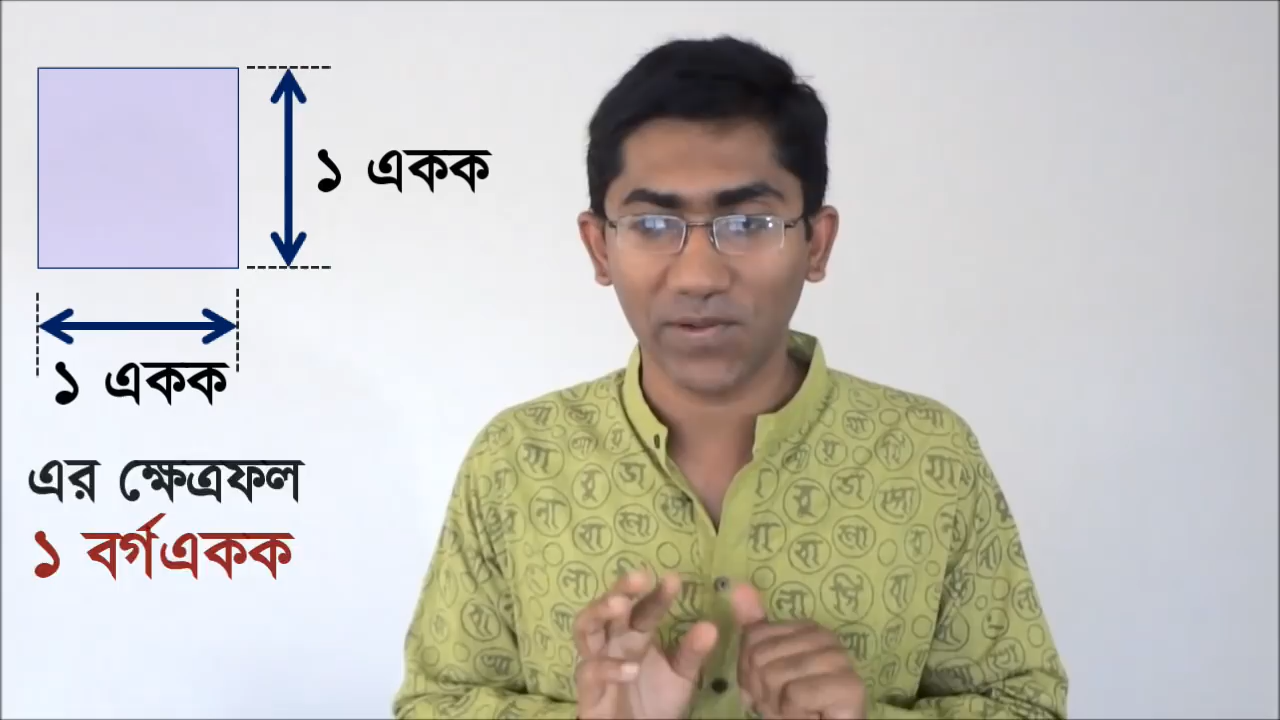 ১ একক
১ একক
এর ক্ষেত্রফল
১ বর্গএকক